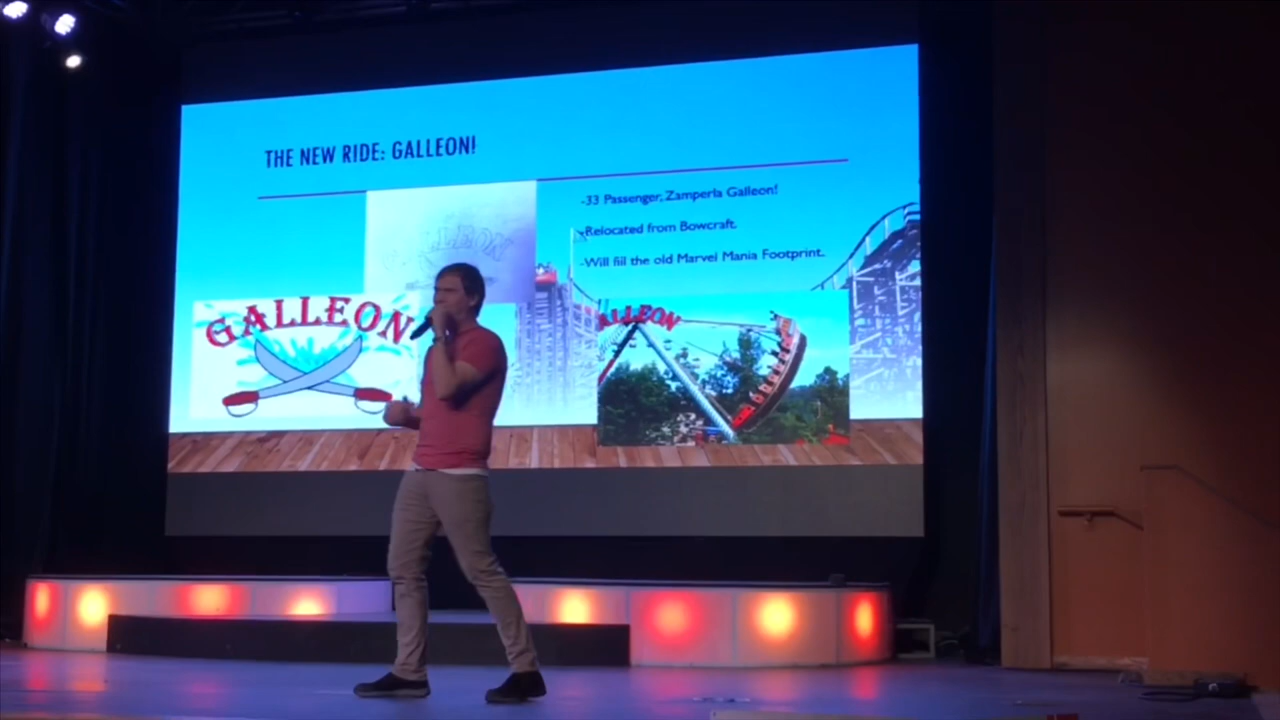 THE NEW RIDE: GALLEON!
-33 Passenger, Zamperla Galleon!
-Relocated from Bowcraft.
-Will fill the old Marvel Mania Footprint.
GALLEON
GALLEON
ALLEON